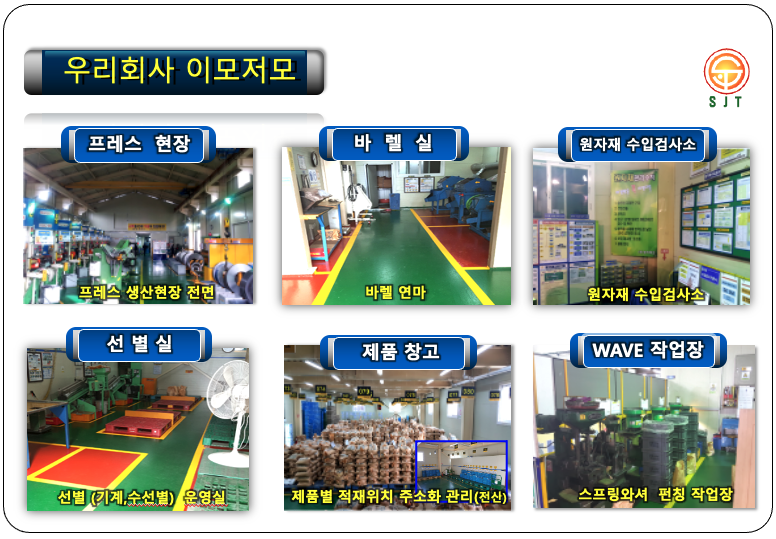 우리회사 이모저모
S J T
프레스 현장
바 렐 실
원자재 수입검사소
프레스 생산현장 전면
바렐 연마
원자재 수입검사소
선 별 실
제품 창고
WAVE 작업장
선별 (기계,수선별) 운영실
제품별 적재위치 주소화 관리(전산)
스프링와셔 펀칭 작업장